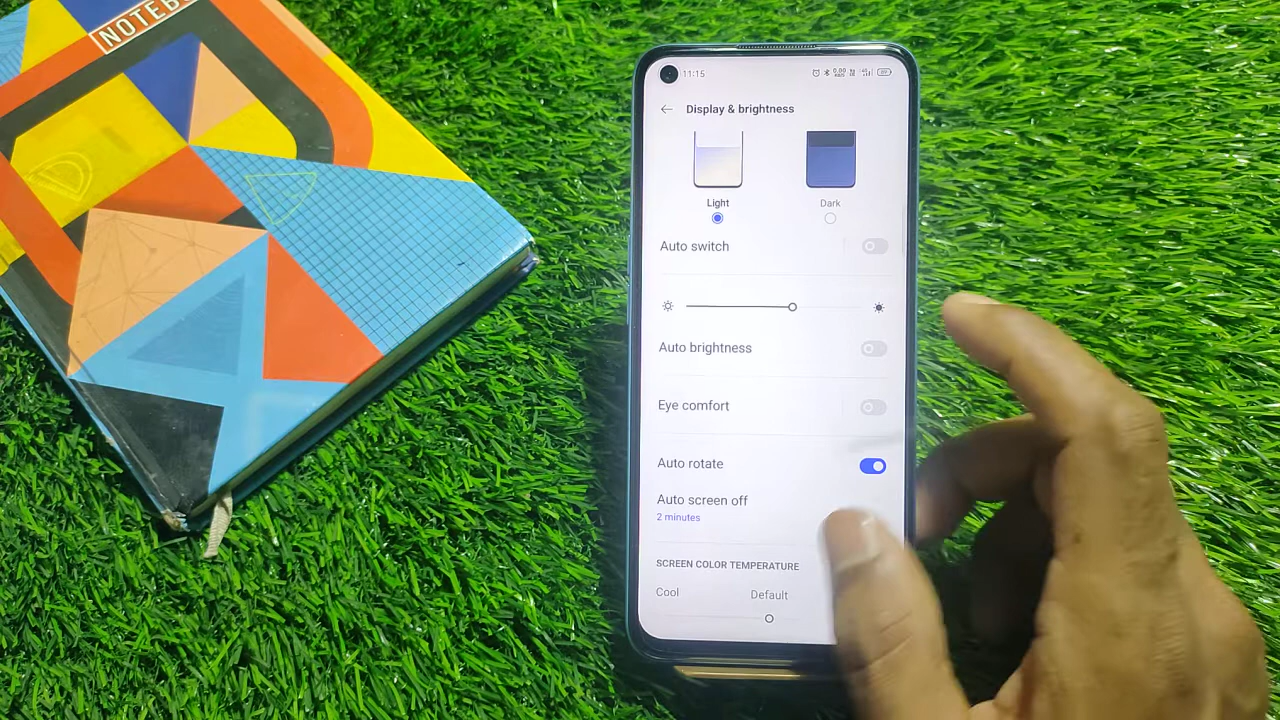 NOTEB
11:15
Display & brightness
Light
Dark
Auto switch
Auto brightness
Eye comfort
Auto rotate
Auto screen off
2 minutes
SCREEN COLOR TEMPERATURE
Cool
Default